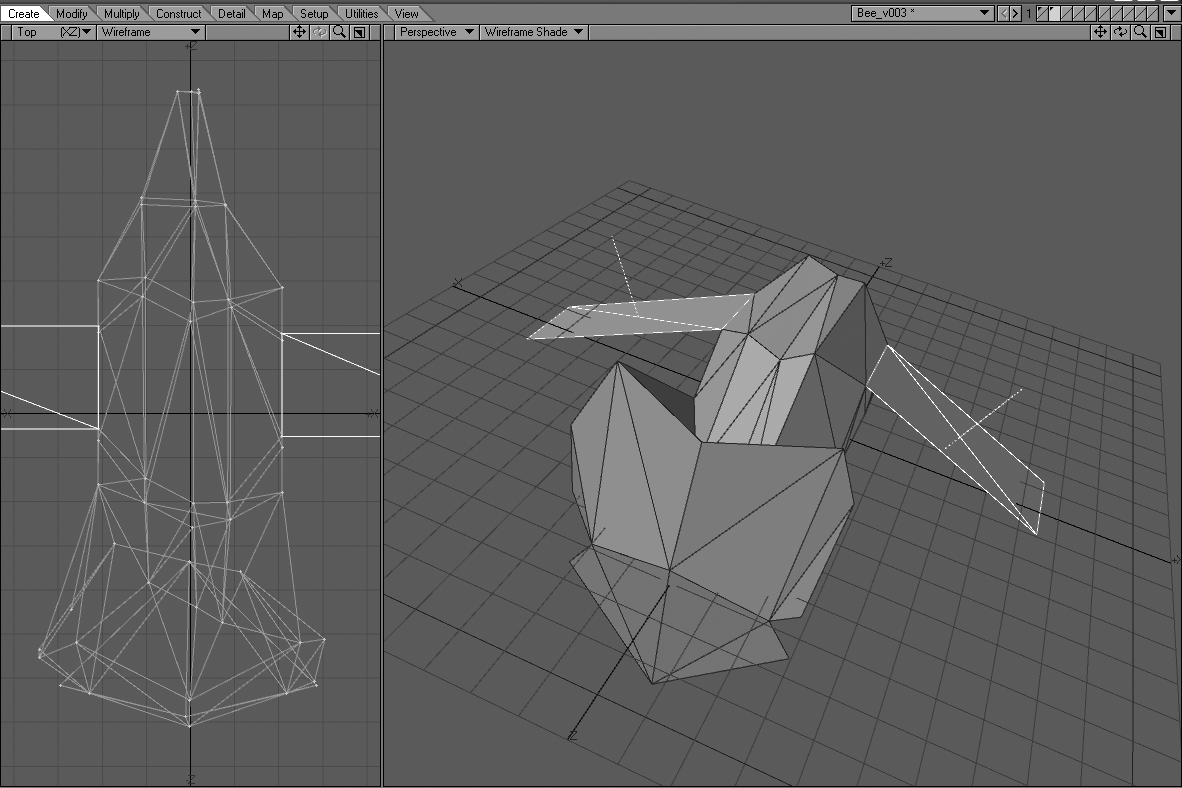 Create Modify Multiply Construct Detail Map Setup Utilities View Bee_v003 * 1
Top (XZ) Wireframe Perspective Wireframe Shade
+Z
+Z
-X
-X +X
+X
-Z
-Z